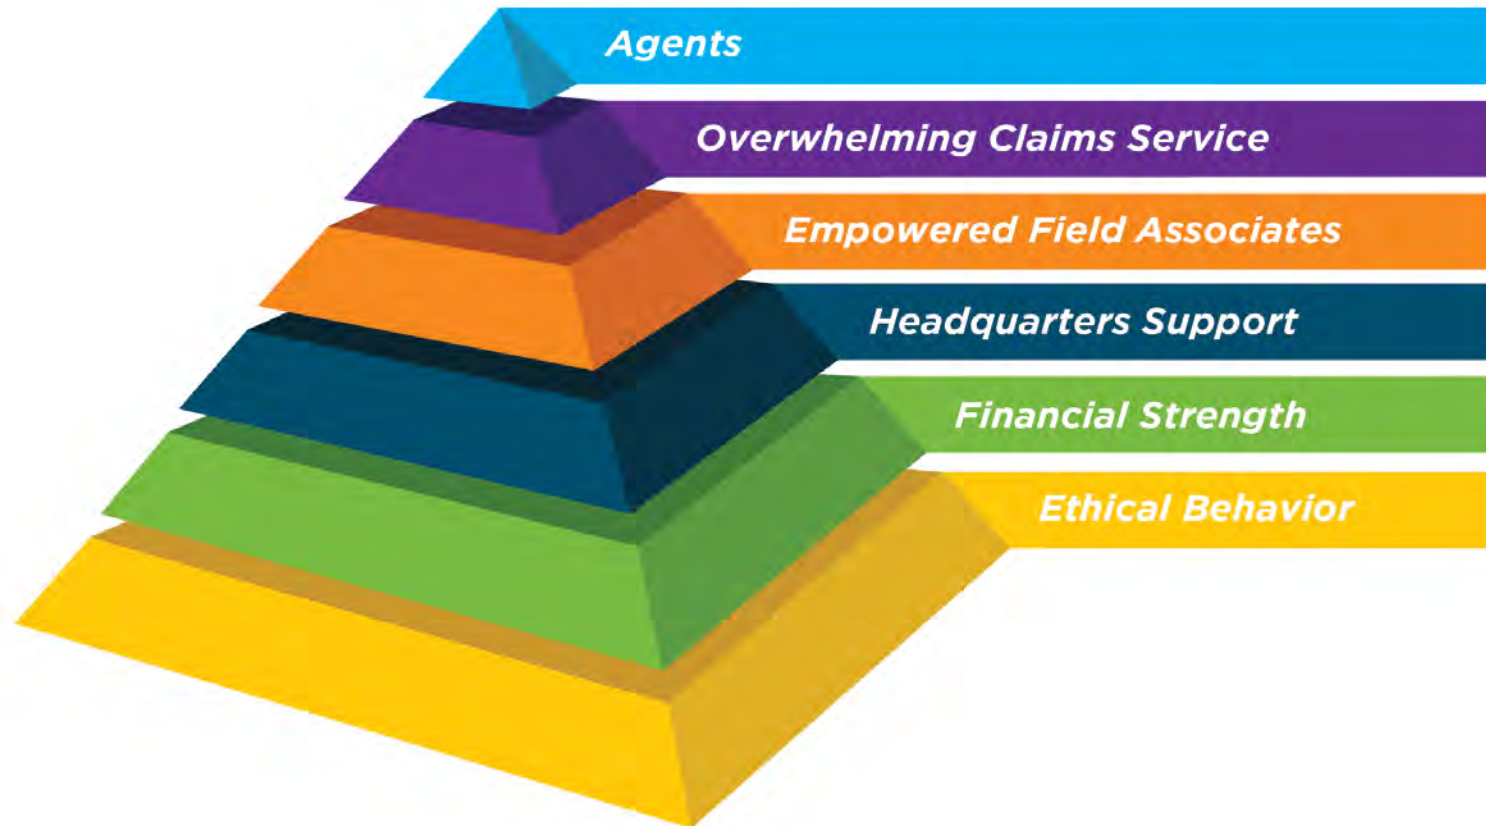 Agents
Overwhelming Claims Service
Empowered Field Associates
Headquarters Support
Financial Strength
Ethical Behavior